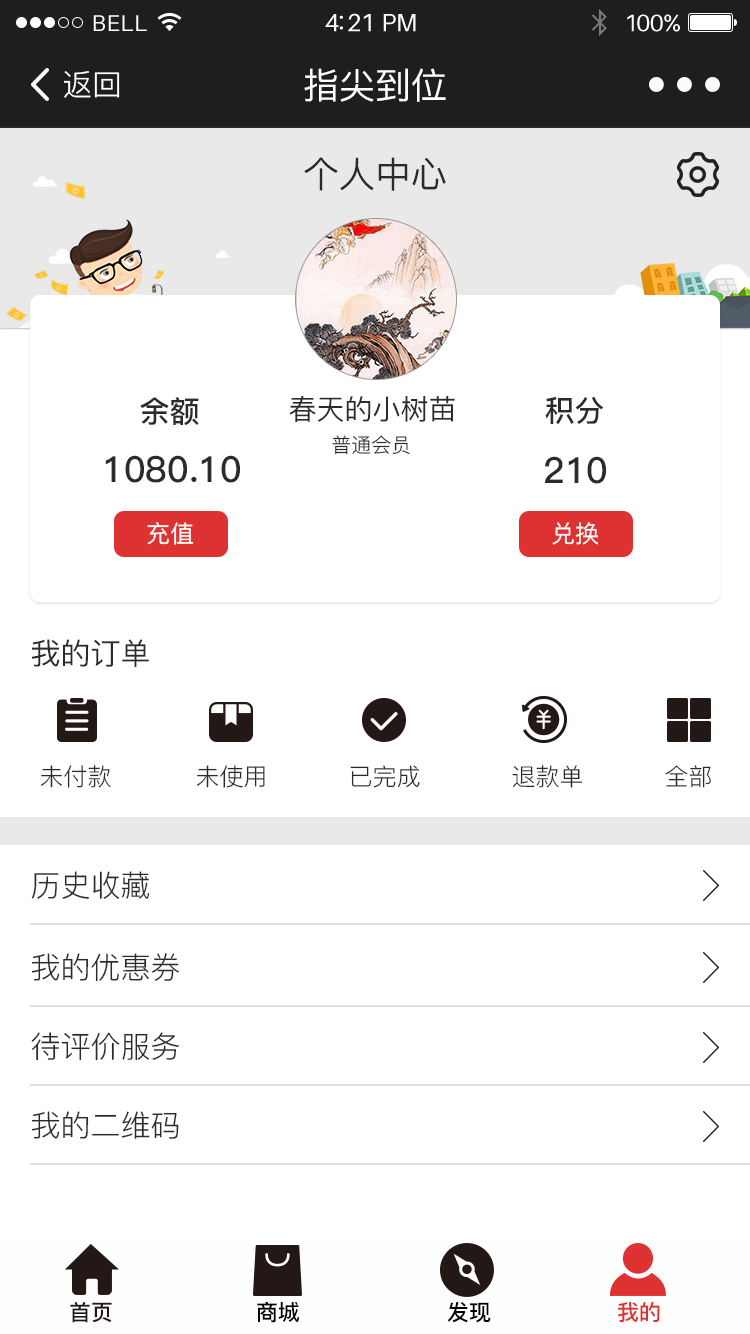 BELL 4:21 PM 100%
返回 指尖到位
个人中心
余额 春天的小树苗 积分
普通会员
1080.10 210
充值 兑换
我的订单
未付款 未使用 已完成 退款单 全部
历史收藏
我的优惠券
待评价服务
我的二维码
首页 商城 发现 我的